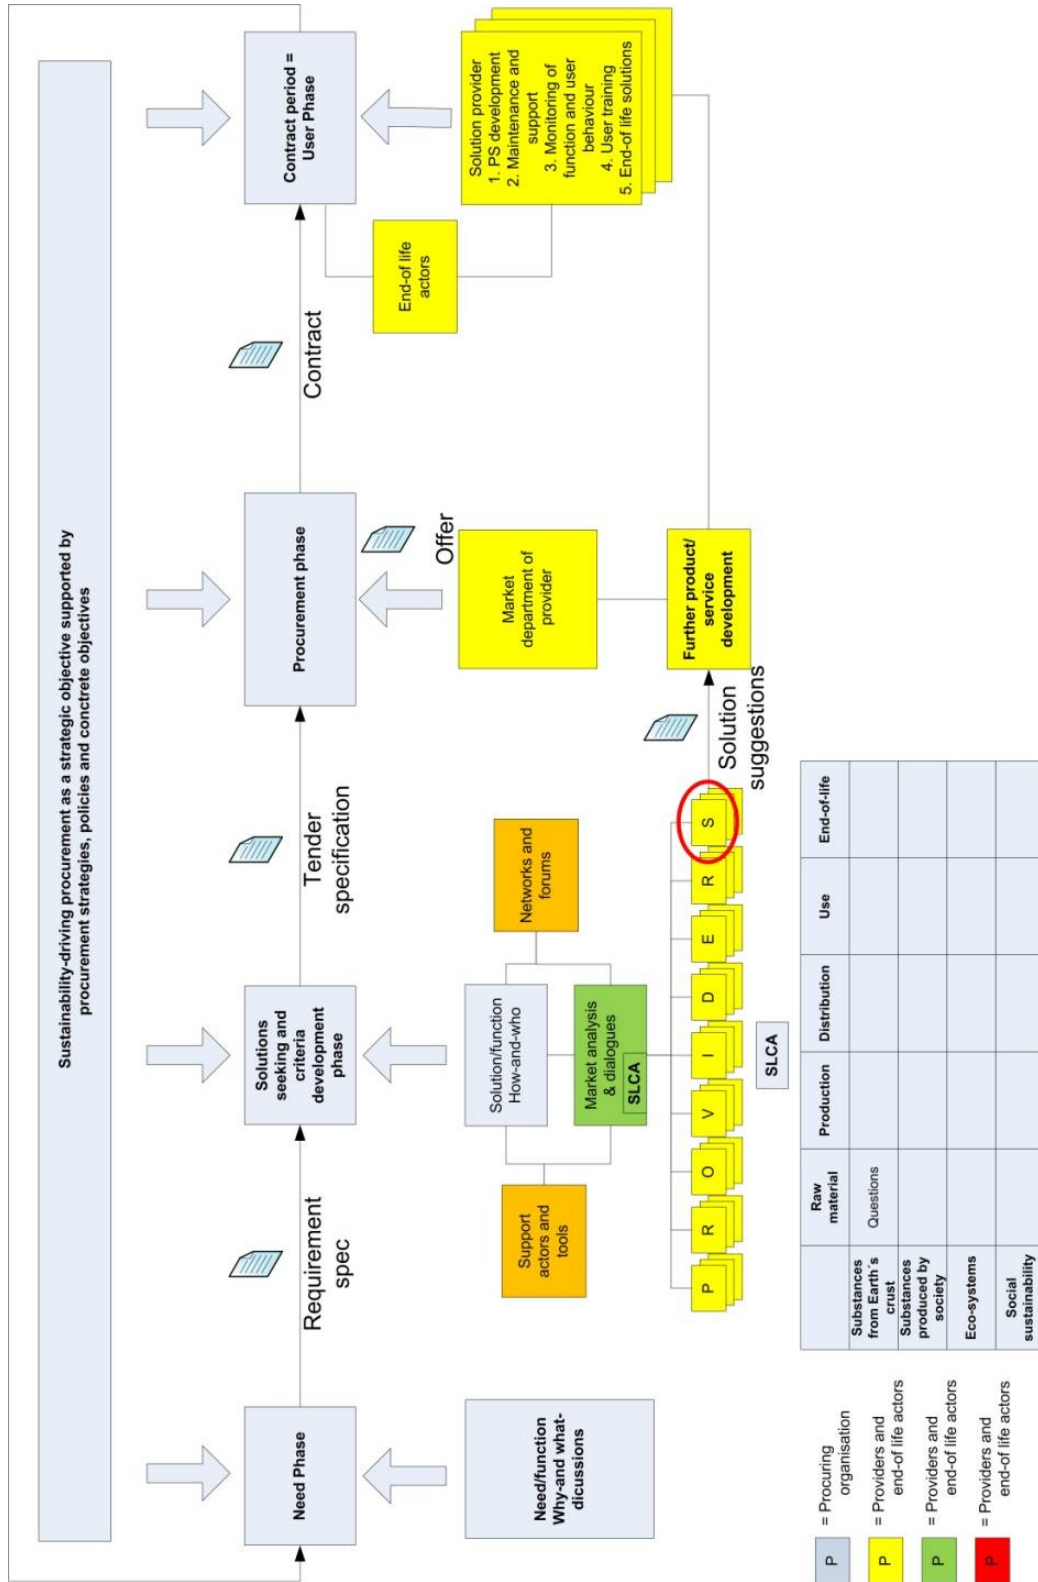 Sustainability-driving procurement as a strategic objective supported by
procurement strategies, policies and conctrete objectives
Need Phase
Requirement
spec
Solutions
seeking and
criteria
development
phase
Tender
specification
Procurement phase
Contract
Contract period =
User Phase
Need/function
Why-and what-
dicussions
Support
actors and
tools
Solution/function
How-and-who
Market analysis
& dialogues
SLCA
Networks and
forums
Offer
Market
department of
provider
End-of life
actors
Solution provider
1. PS development
2. Maintenance and
support
3. Monitoring of
function and user
behaviour
4. User training
5. End-of life solutions
P R O V I D E R S
Solution
suggestions
Further product/
service
development
SLCA
Raw
material
Production
Distribution
Use
End-of-life
Substances
from Earth´s
crust
Questions
Substances
produced by
society
Eco-systems
Social
sustainability
P = Procuring
organisation
P = Providers and
end-of life actors
P = Providers and
end-of life actors
P = Providers and
end-of life actors